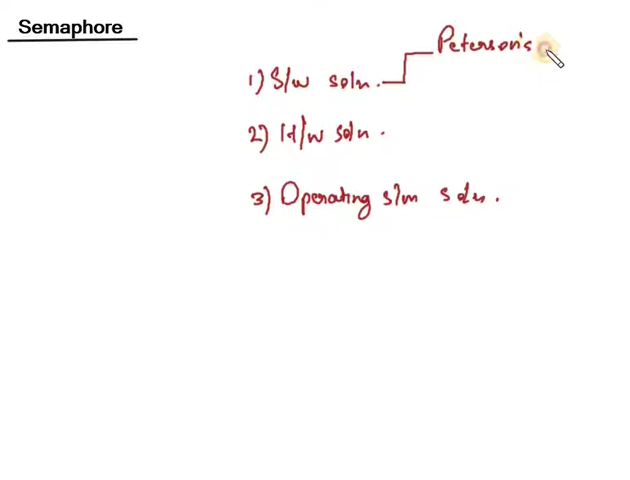 Semaphore
Peterson's
1) S/w soln.
2) H/w soln.
3) Operating s/m soln.